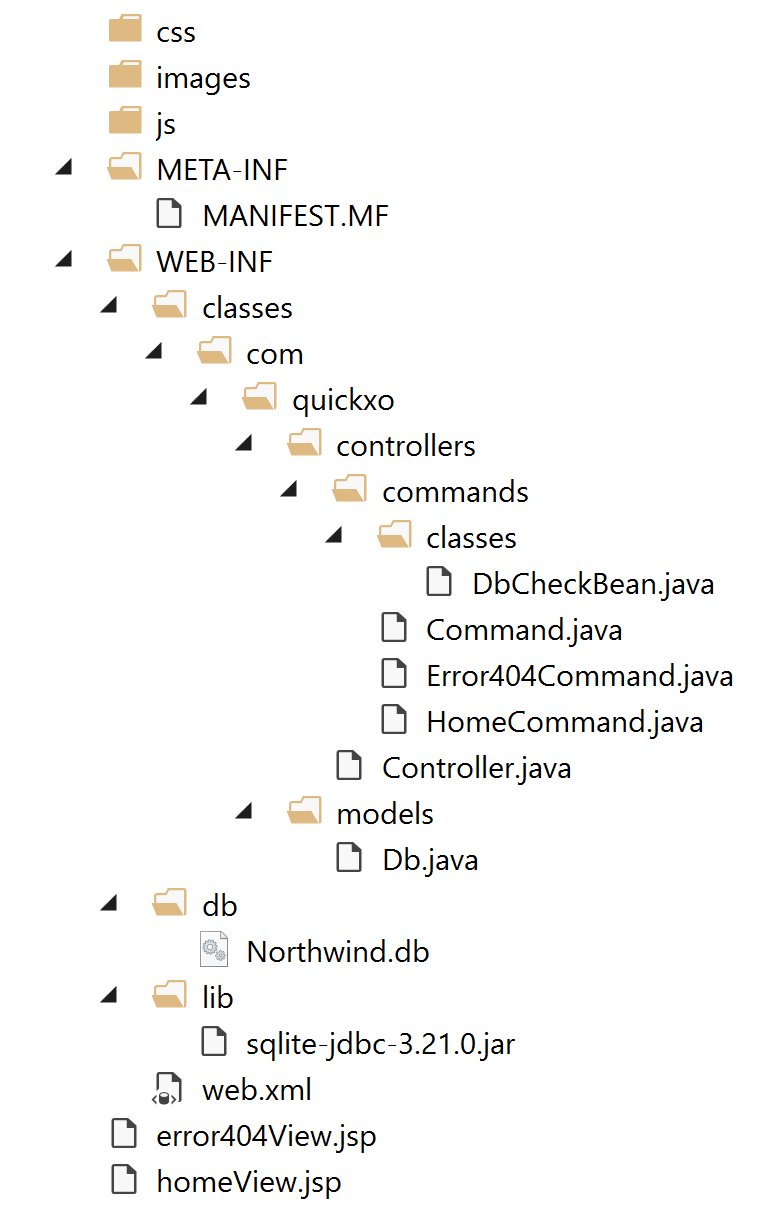 css
images
js
META-INF
MANIFEST.MF
WEB-INF
classes
com
quickxo
controllers
commands
classes
DbCheckBean.java
Command.java
Error404Command.java
HomeCommand.java
Controller.java
models
Db.java
db
Northwind.db
lib
sqlite-jdbc-3.21.0.jar
web.xml
error404View.jsp
homeView.jsp